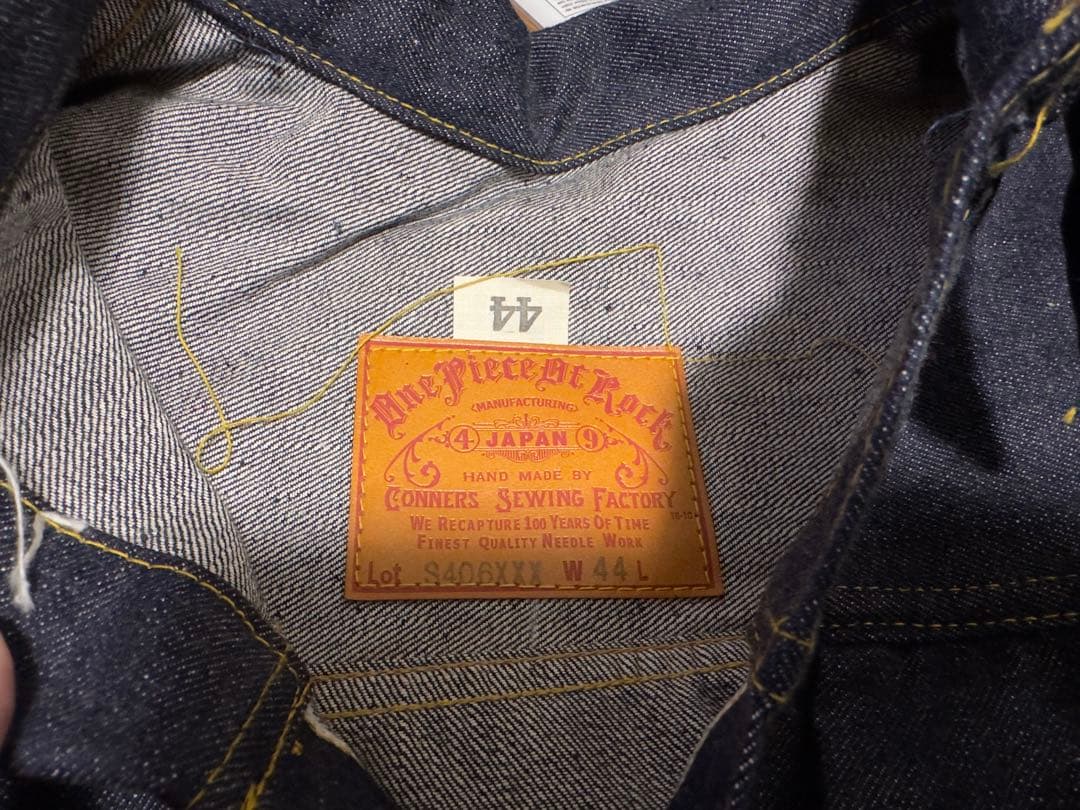 44
One Piece Of Rock
MANUFACTURING
4 JAPAN 9
HAND MADE BY
CONNERS SEWING FACTORY
WE RECAPTURE 100 YEARS OF TIME
FINEST QUALITY NEEDLE WORK
Lot S406XXX W 44 L